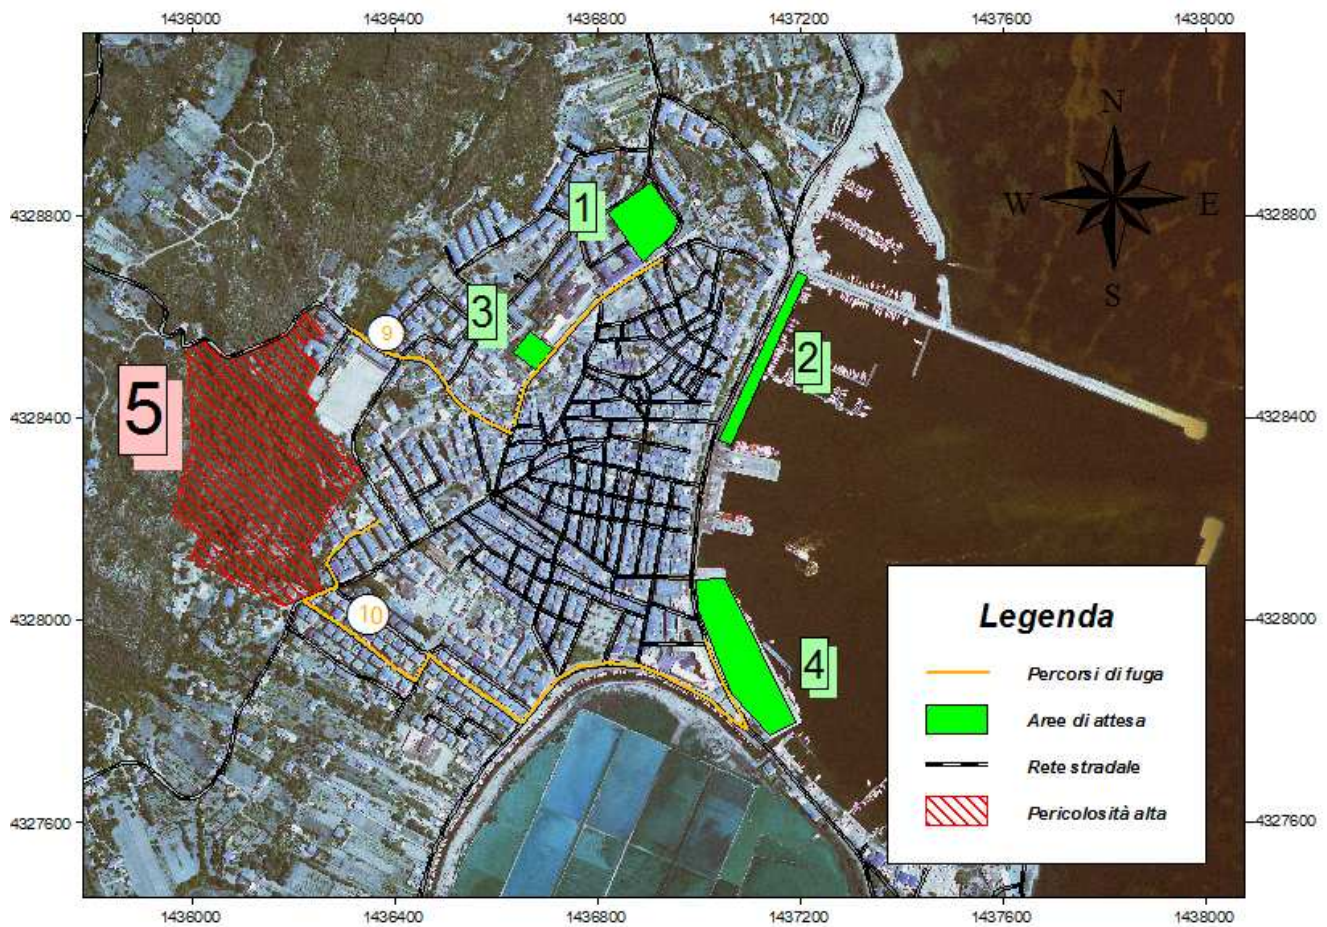 1436000 1436400 1436800 1437200 1437600 1438000
N
W E
S
4328800 4328800
1
3
9
2
5
4328400 4328400
10
4328000 4328000
4
Legenda
Percorsi di fuga
Aree di attesa
Rete stradale
Pericolosità alta
4327600 4327600
1436000 1436400 1436800 1437200 1437600 1438000